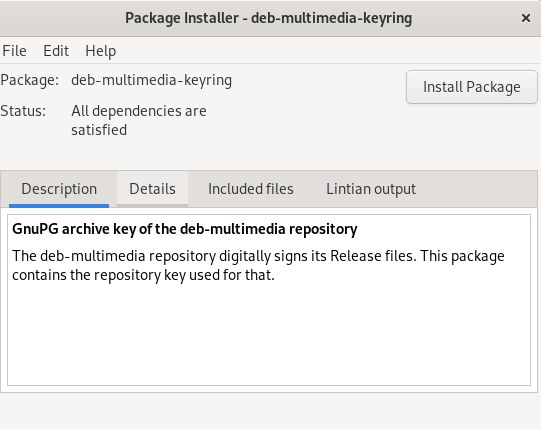 Package Installer - deb-multimedia-keyring
×
File Edit Help
Package: deb-multimedia-keyring
Install Package
Status: All dependencies are
satisfied
Description Details Included files Lintian output
GnuPG archive key of the deb-multimedia repository
The deb-multimedia repository digitally signs its Release files. This package
contains the repository key used for that.